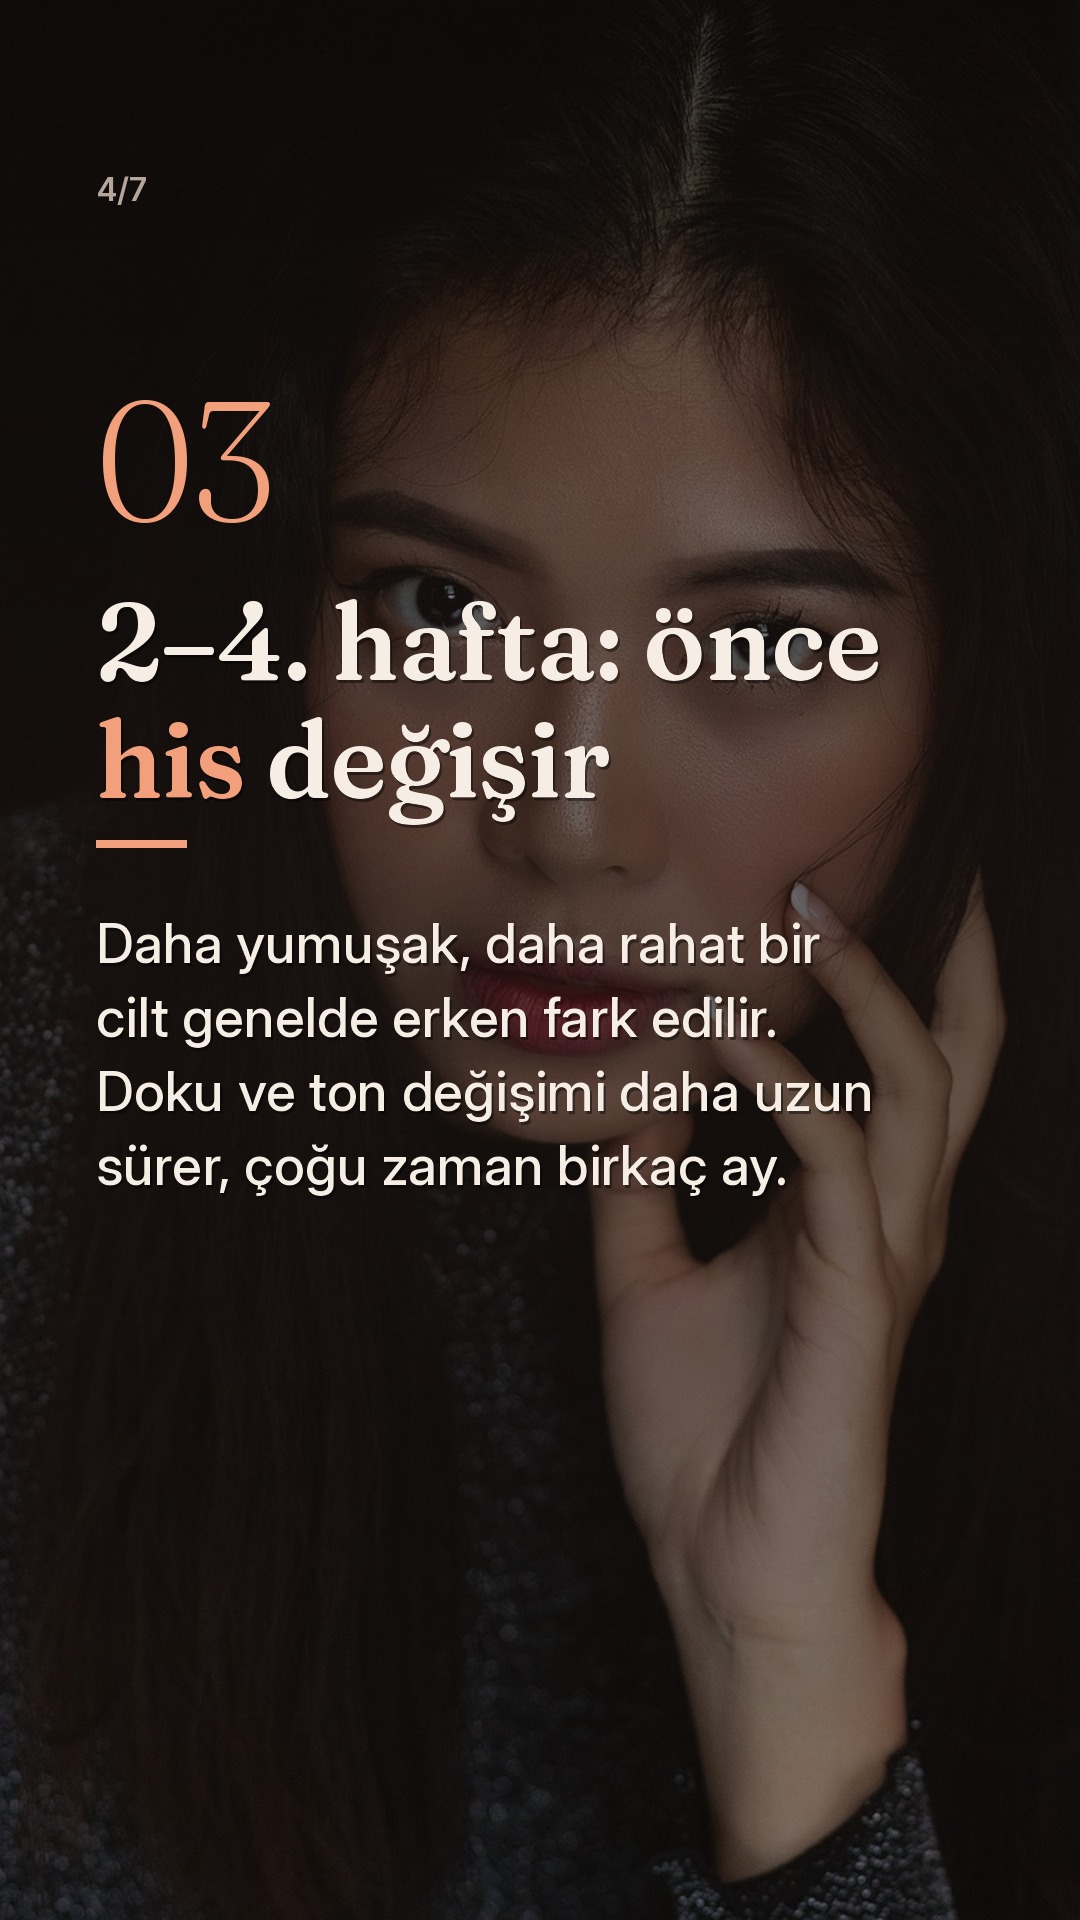 4/7
03
2–4. hafta: önce
his değişir
Daha yumuşak, daha rahat bir
cilt genelde erken fark edilir.
Doku ve ton değişimi daha uzun
sürer, çoğu zaman birkaç ay.